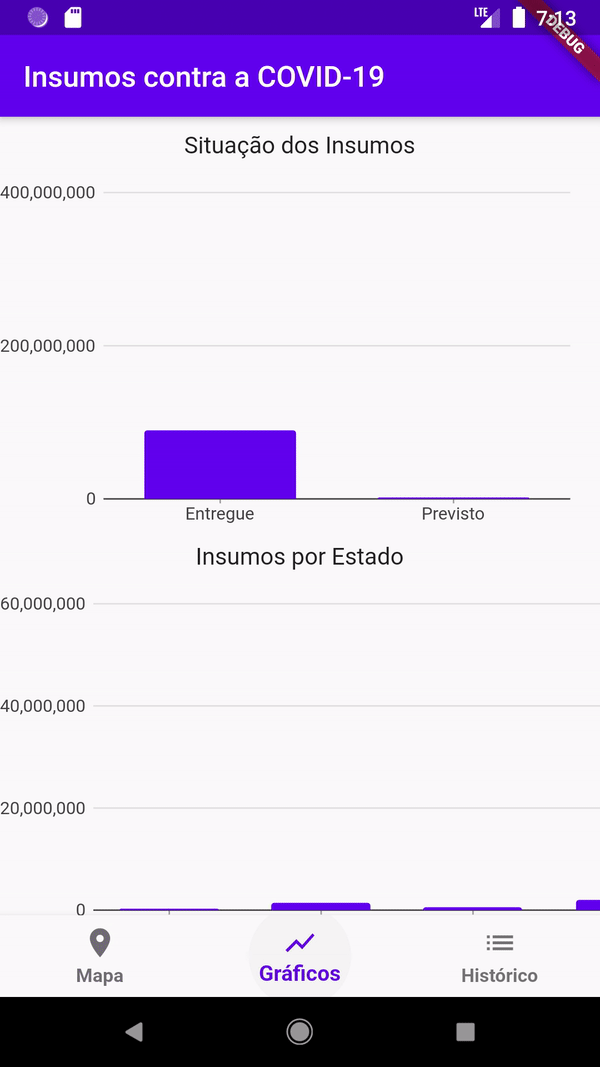 LTE
7:13
DEBUG
Insumos contra a COVID-19
Situação dos Insumos
400,000,000
200,000,000
0
Entregue
Previsto
Insumos por Estado
60,000,000
40,000,000
20,000,000
0
Mapa
Gráficos
Histórico